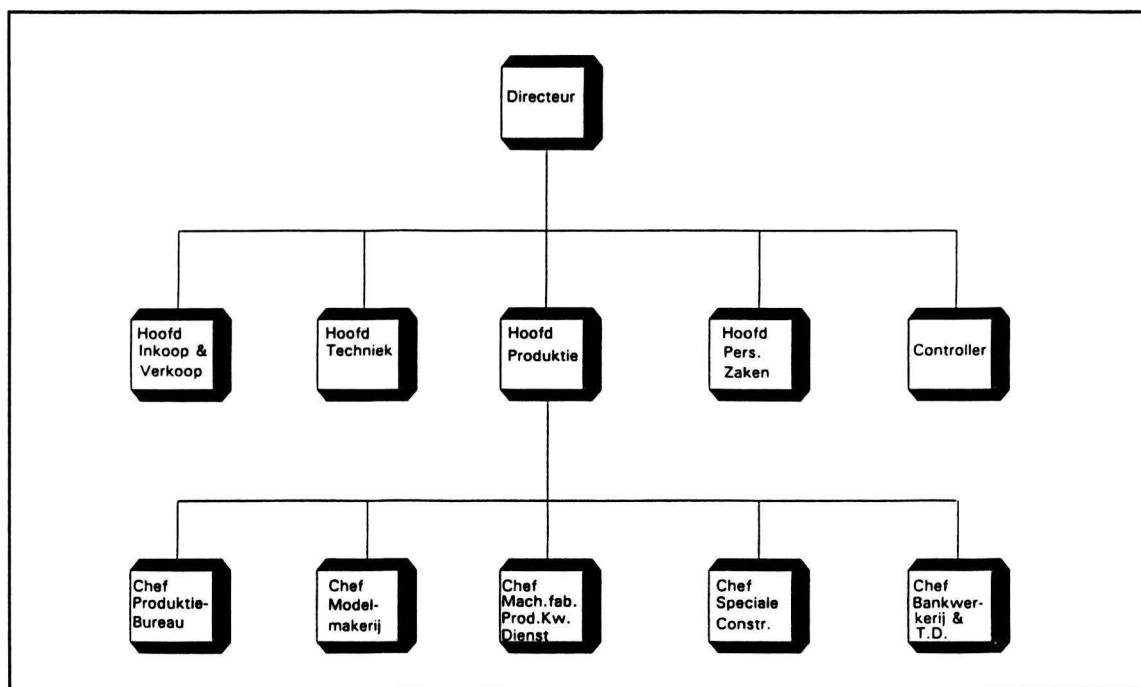 Directeur
Hoofd
Inkoop &
Verkoop
Hoofd
Techniek
Hoofd
Produktie
Hoofd
Pers.
Zaken
Controller
Chef
Produktie-
Bureau
Chef
Model-
makerij
Chef
Mach.fab.
Prod.Kw.
Dienst
Chef
Speciale
Constr.
Chef
Bankwer-
kerij &
T.D.